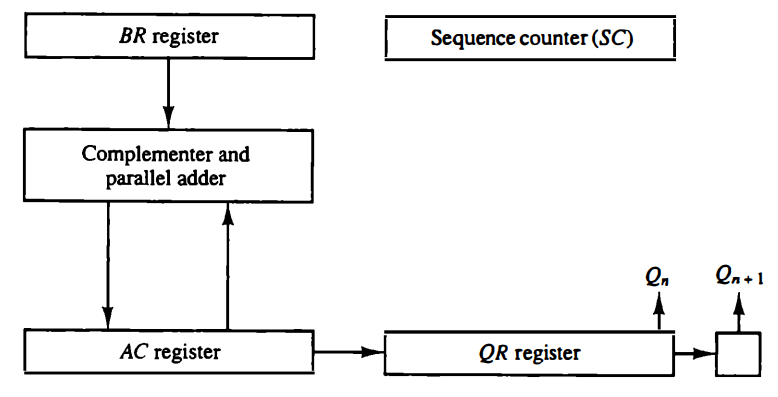 BR register
Sequence counter (SC)
Complementer and
parallel adder
Qn
Qn + 1
AC register
QR register